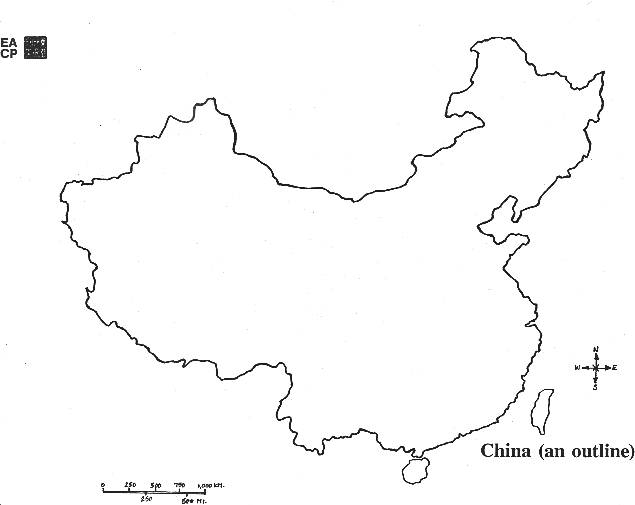 EA
CP
N
W E
S
China (an outline)
0 250 500 750 1,000 KM.
250 500 MI.